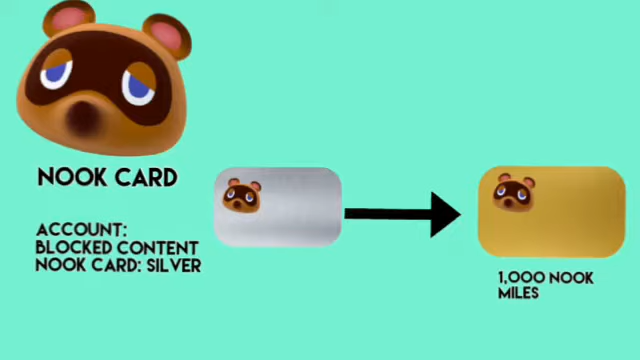 NOOK CARD
ACCOUNT:
BLOCKED CONTENT
NOOK CARD: SILVER
1,000 NOOK
MILES